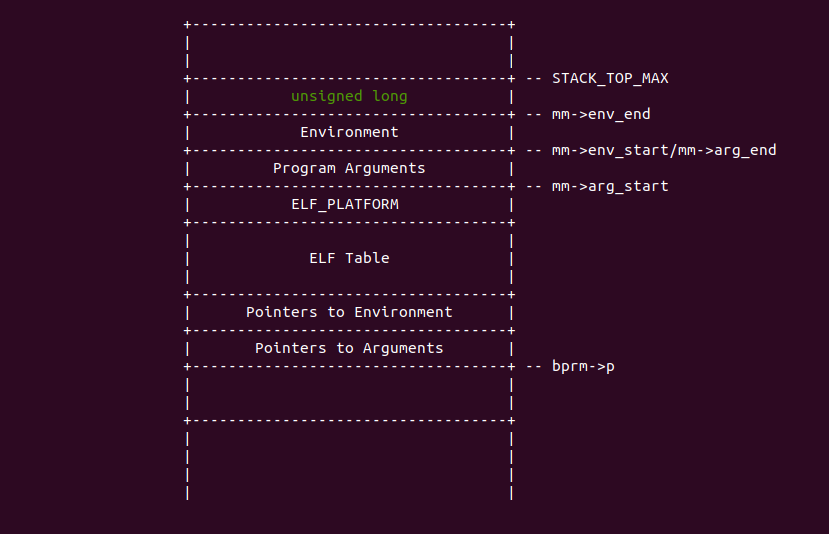 +-----------------------------------+
|                                   |
|                                   |
+-----------------------------------+ -- STACK_TOP_MAX
|           unsigned long           |
+-----------------------------------+ -- mm->env_end
|            Environment            |
+-----------------------------------+ -- mm->env_start/mm->arg_end
|         Program Arguments         |
+-----------------------------------+ -- mm->arg_start
|           ELF_PLATFORM            |
+-----------------------------------+
|                                   |
|             ELF Table             |
|                                   |
+-----------------------------------+
|      Pointers to Environment      |
+-----------------------------------+
|       Pointers to Arguments       |
+-----------------------------------+ -- bprm->p
|                                   |
|                                   |
+-----------------------------------+
|                                   |
|                                   |
|                                   |
|                                   |